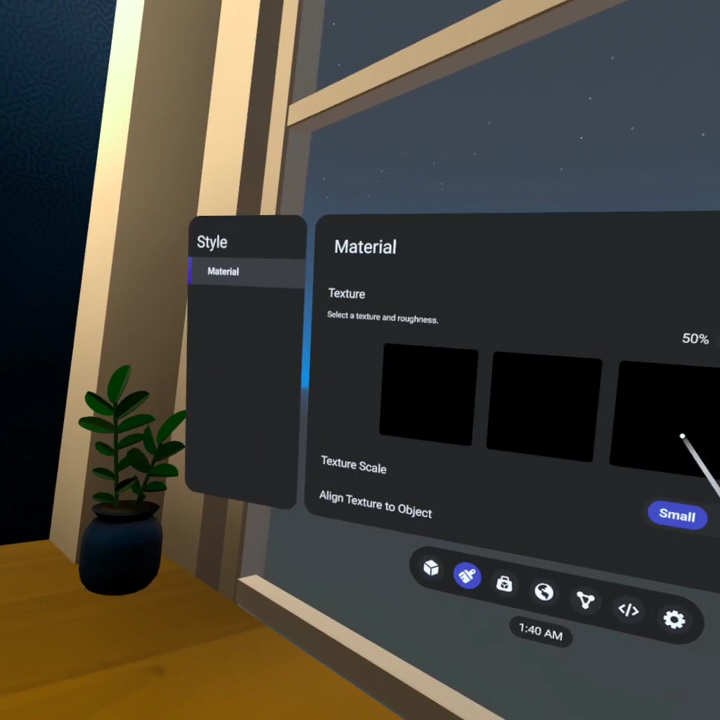 Style
Material
Material
Texture
Select a texture and roughness.
50%
Texture Scale
Align Texture to Object
Small
</>
1:40 AM